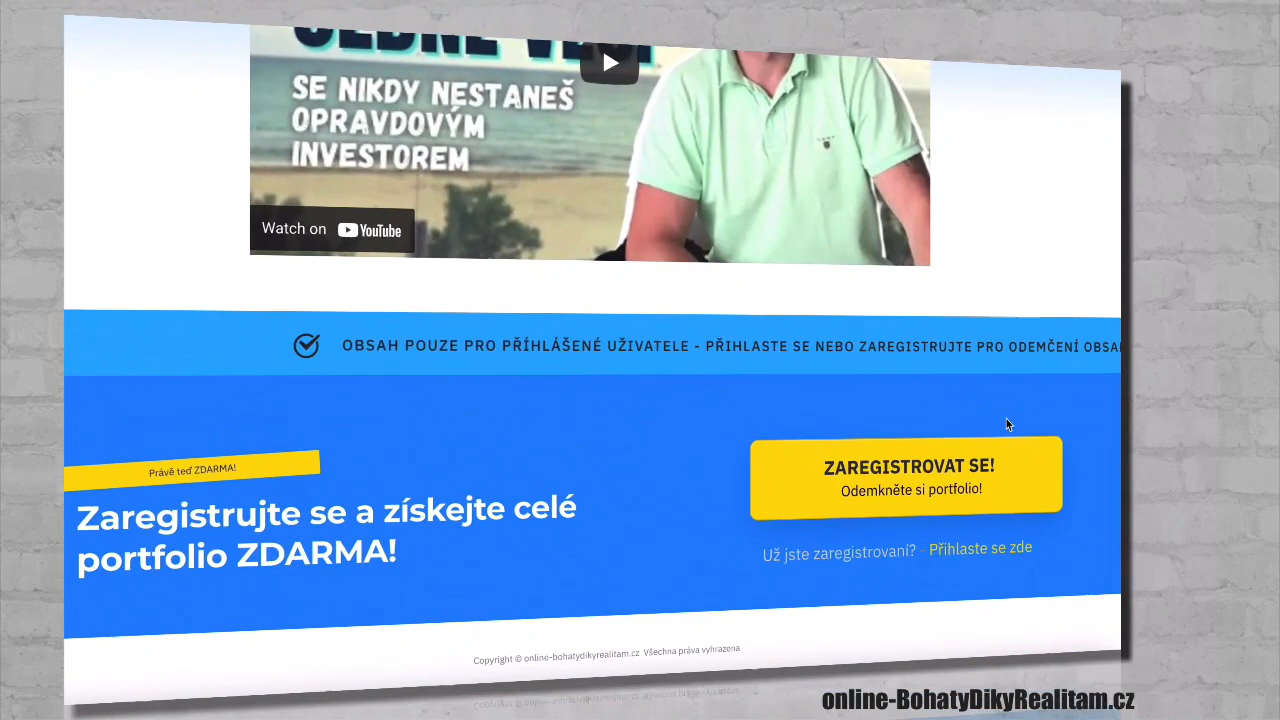 SE NIKDY NESTANEŠ
OPRAVDOVÝM
INVESTOREM
Watch on YouTube
OBSAH POUZE PRO PŘÍHLÁŠENÉ UŽIVATELE - PŘIHLASTE SE NEBO ZAREGISTRUJTE PRO ODEMČENÍ
Právě teď ZDARMA!
Zaregistrujte se a získejte celé
portfolio ZDARMA!
ZAREGISTROVAT SE!
Odemkněte si portfolio!
Už jste zaregistrovaní? - Přihlaste se zde
Copyright © online-bohatydikyrealitam.cz Všechna práva vyhrazena
online-BohatyDikyRealitam.cz